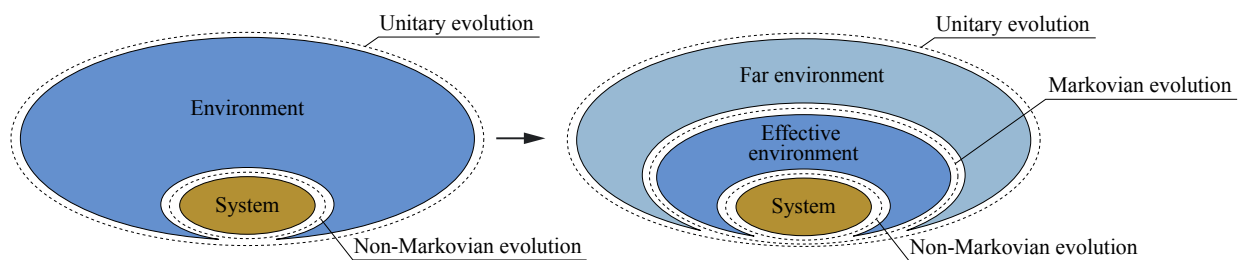 Unitary evolution
Environment
System
Non-Markovian evolution
Unitary evolution
Far environment
Markovian evolution
Effective
environment
System
Non-Markovian evolution